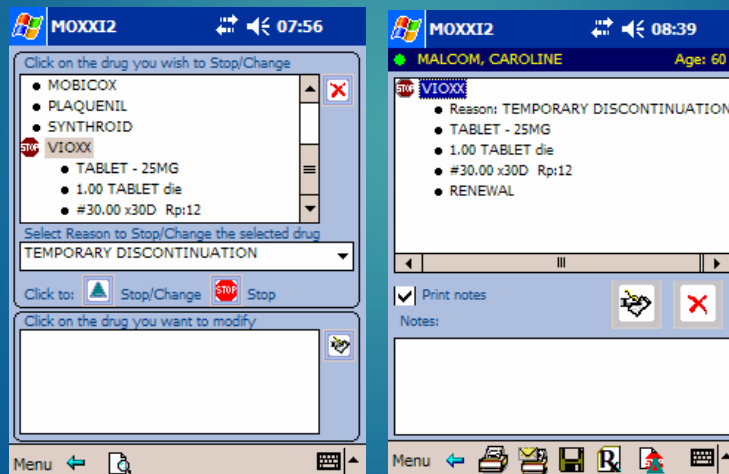 MOXXI2 07:56
Click on the drug you wish to Stop/Change
MOBICOX
PLAQUENIL
SYNTHROID
STOP VIOXX
TABLET - 25MG
1.00 TABLET die
#30.00 x30D Rp:12
Select Reason to Stop/Change the selected drug
TEMPORARY DISCONTINUATION
Click to: Stop/Change STOP Stop
Click on the drug you want to modify
Menu
MOXXI2 08:39
MALCOM, CAROLINE Age: 60
STOP VIOXX
Reason: TEMPORARY DISCONTINUATION
TABLET - 25MG
1.00 TABLET die
#30.00 x30D Rp:12
RENEWAL
Print notes
Notes:
Menu R